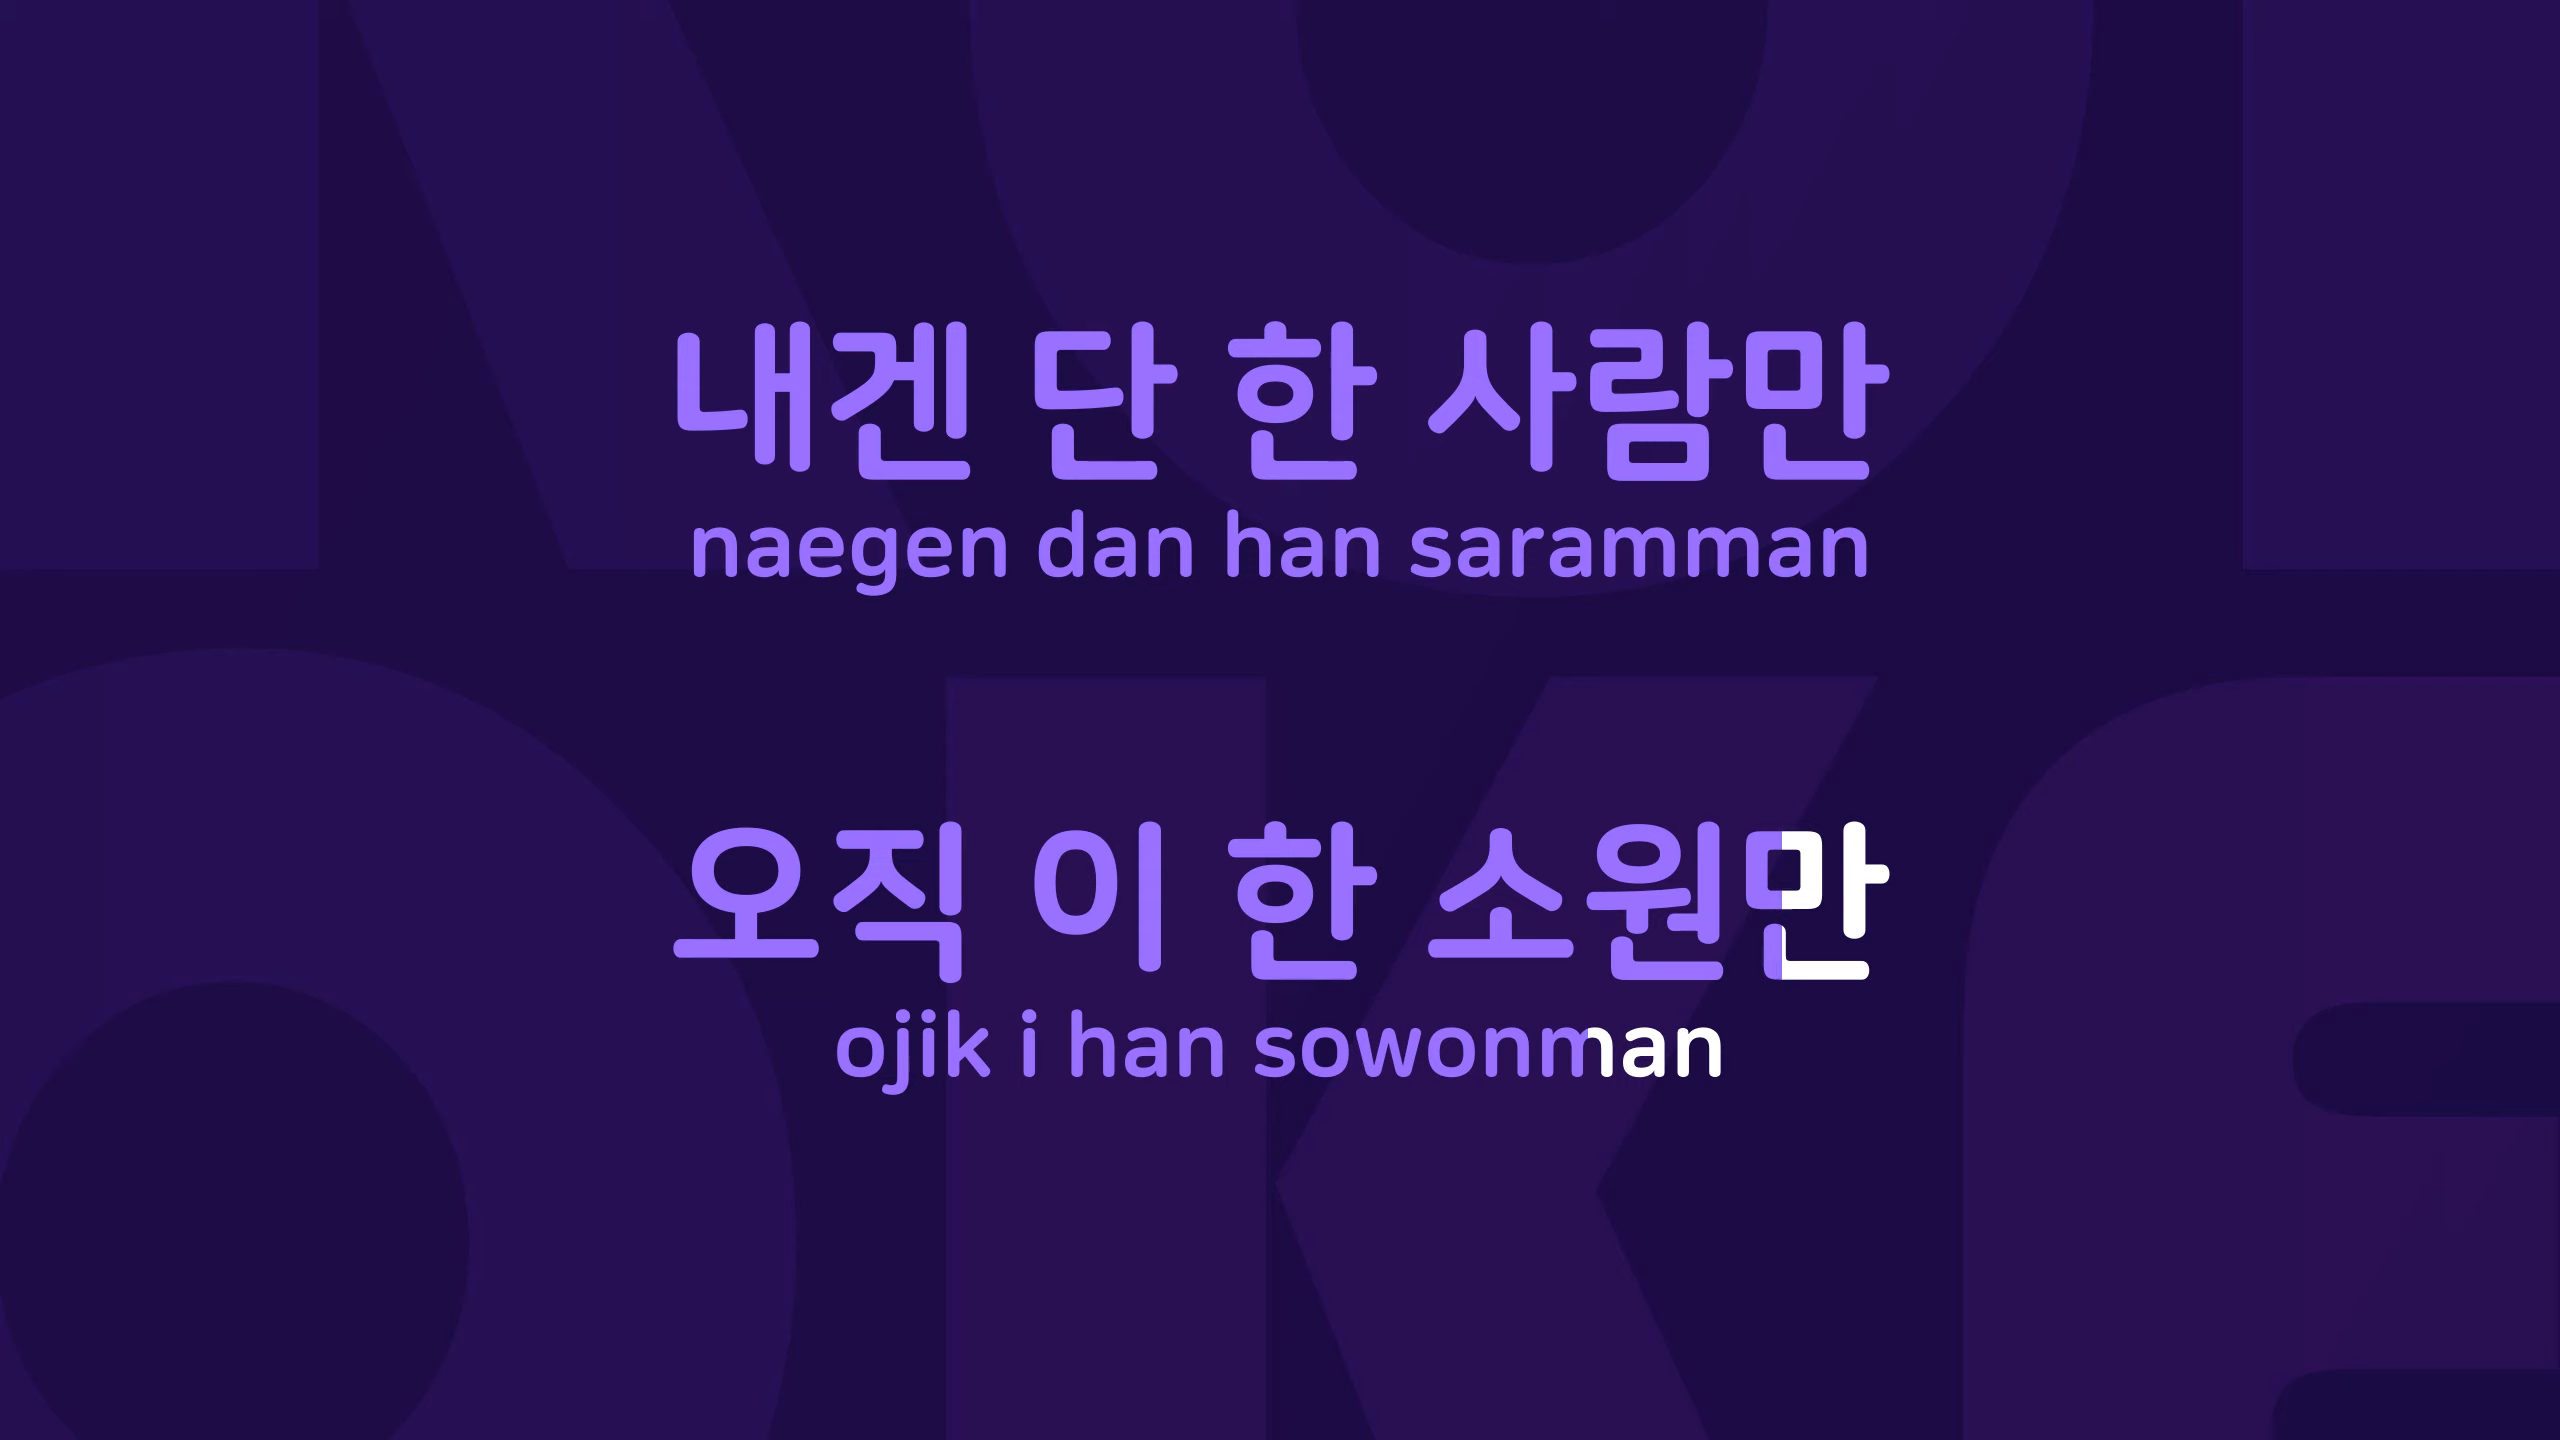 내겐 단 한 사람만
naegen dan han saramman
오직 이 한 소원만
ojik i han sowonman